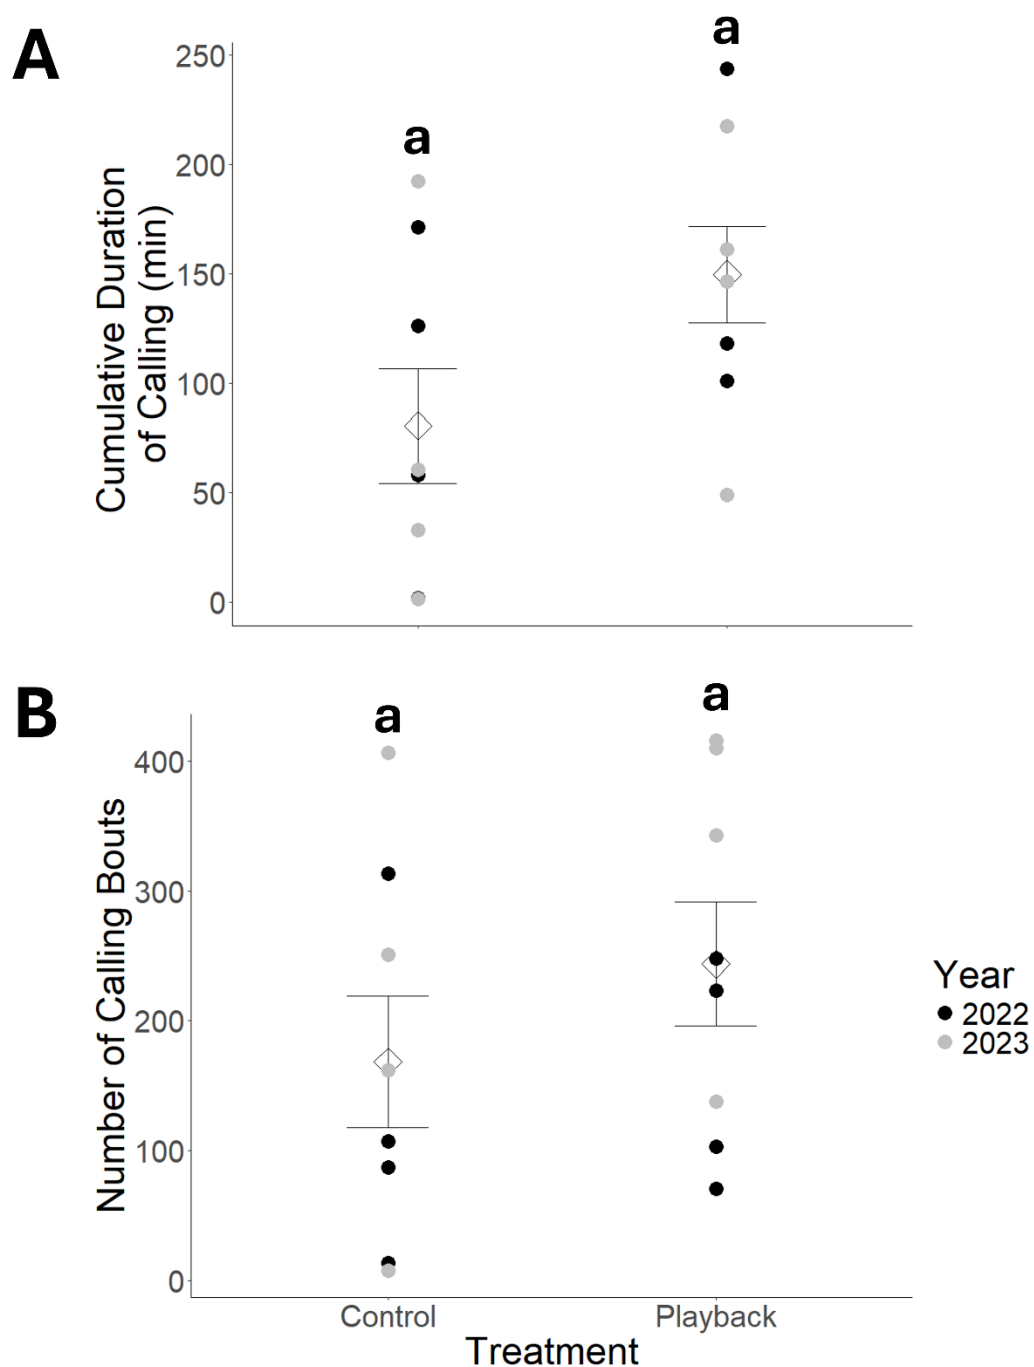 A
a
a
Cumulative Duration
of Calling (min)
250
200
150
100
50
0
B
a
a
Number of Calling Bouts
400
300
200
100
0
Control
Playback
Treatment
Year
2022
2023